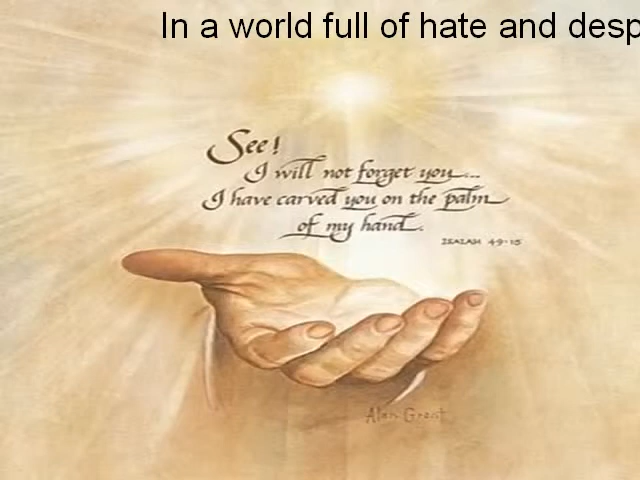 In a world full of hate and desp
See!
I will not forget you...
I have carved you on the palm
of my hand.
ISAIAH 49-15
Alan Grant